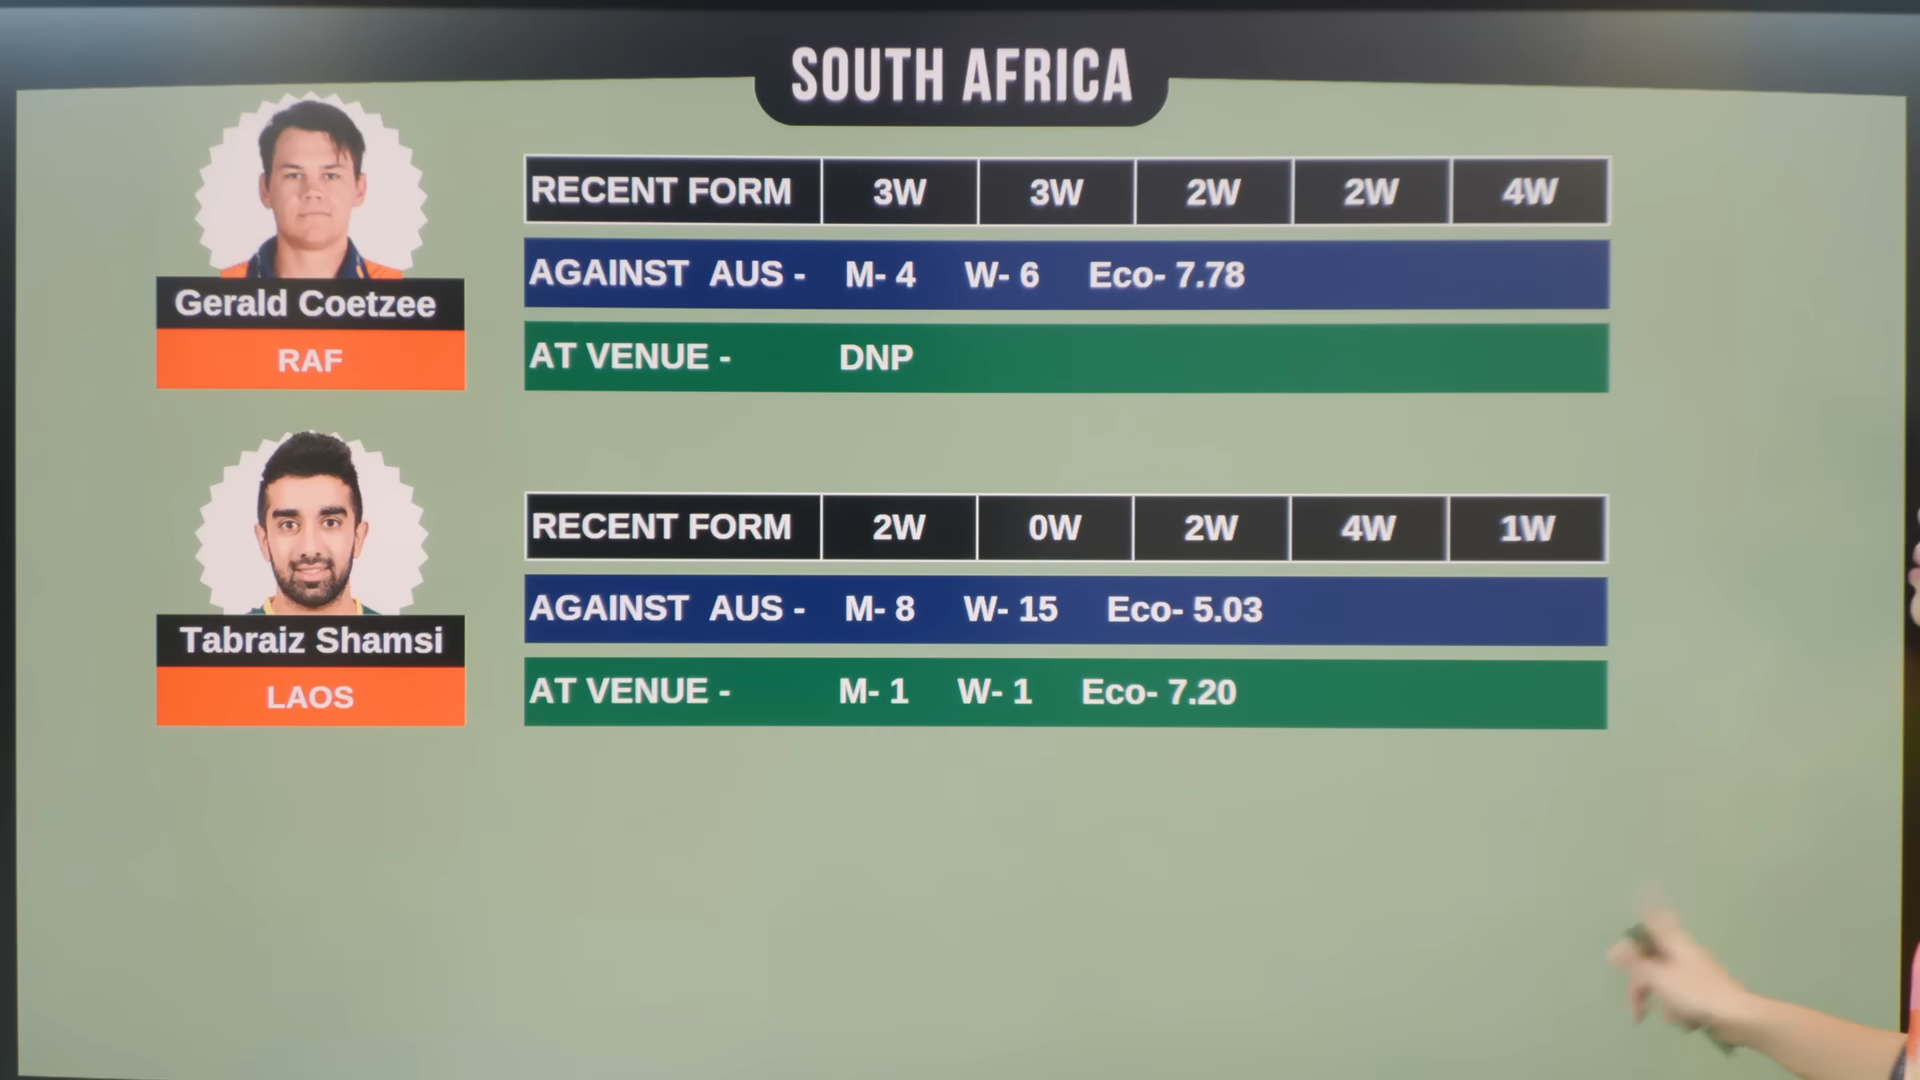 SOUTH AFRICA
Gerald Coetzee
RAF
RECENT FORM 3W 3W 2W 2W 4W
AGAINST AUS - M- 4 W- 6 Eco- 7.78
AT VENUE - DNP
Tabraiz Shamsi
LAOS
RECENT FORM 2W 0W 2W 4W 1W
AGAINST AUS - M- 8 W- 15 Eco- 5.03
AT VENUE - M- 1 W- 1 Eco- 7.20